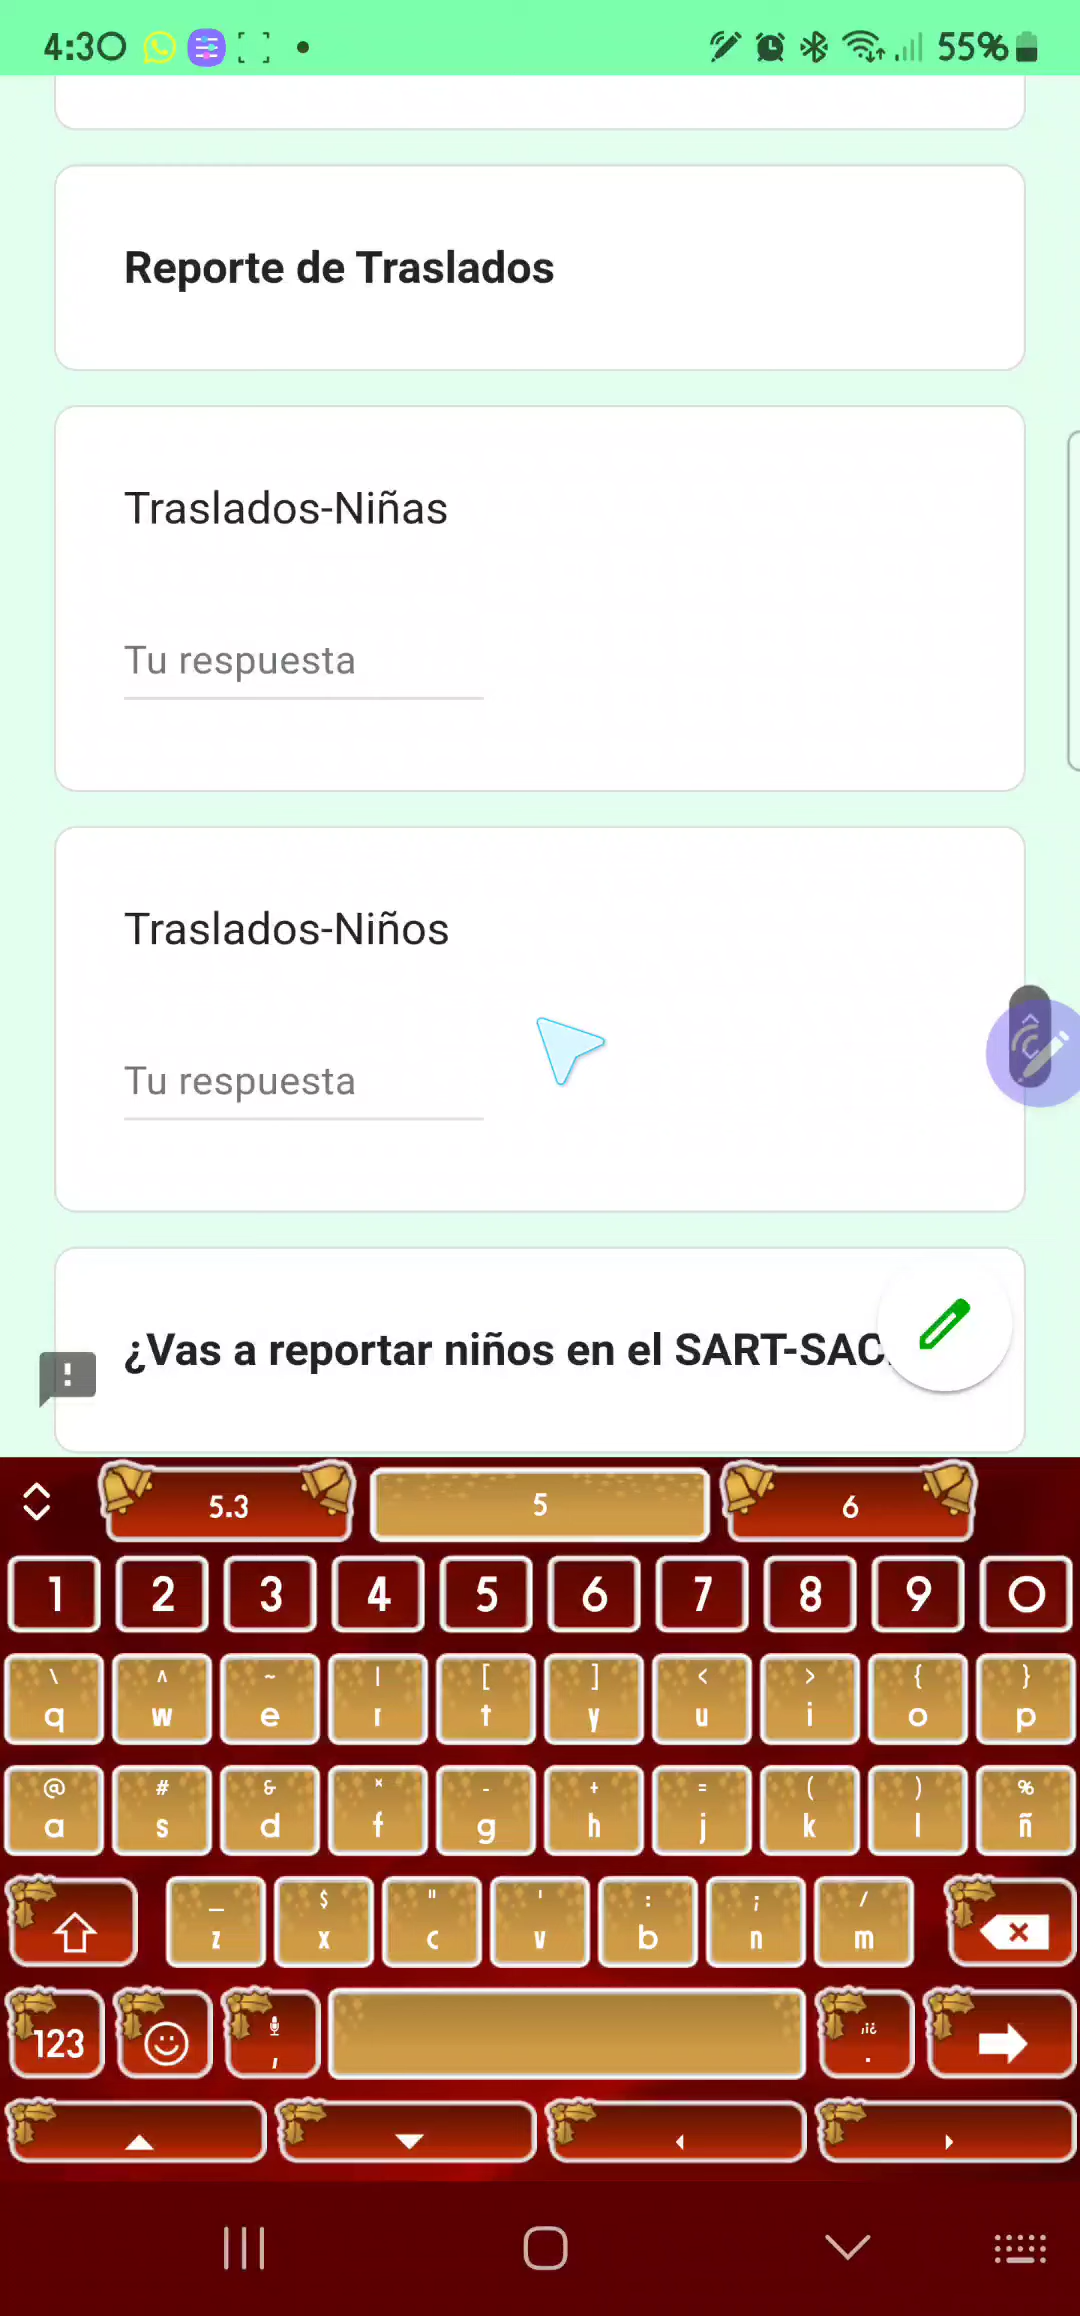 4:30
55%
Reporte de Traslados
Traslados-Niñas
Tu respuesta
Traslados-Niños
Tu respuesta
¿Vas a reportar niños en el SART-SAC.
!
5.3 5 6
1 2 3 4 5 6 7 8 9 0
\ ^ ~ | [ ] < > { }
q w e r t y u i o p
@ # & * - + = ( ) %
a s d f g h j k l ñ
_ $ " ' : ; /
z x c v b n m
123 , ,¡¿ .